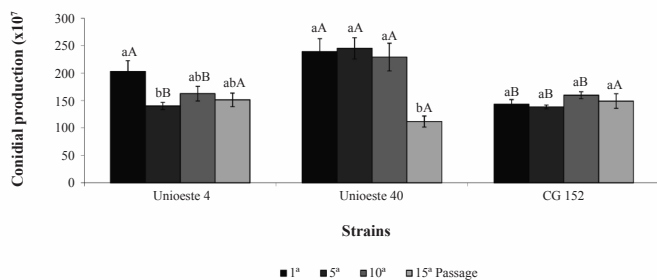 Conidial production (x10⁷
300
250
200
150
100
50
0
aA
bB
abB
abA
aA
aA
aA
bA
aB
aB
aB
aA
Unioeste 4
Unioeste 40
CG 152
Strains
1ª
5ª
10ª
15ª Passage